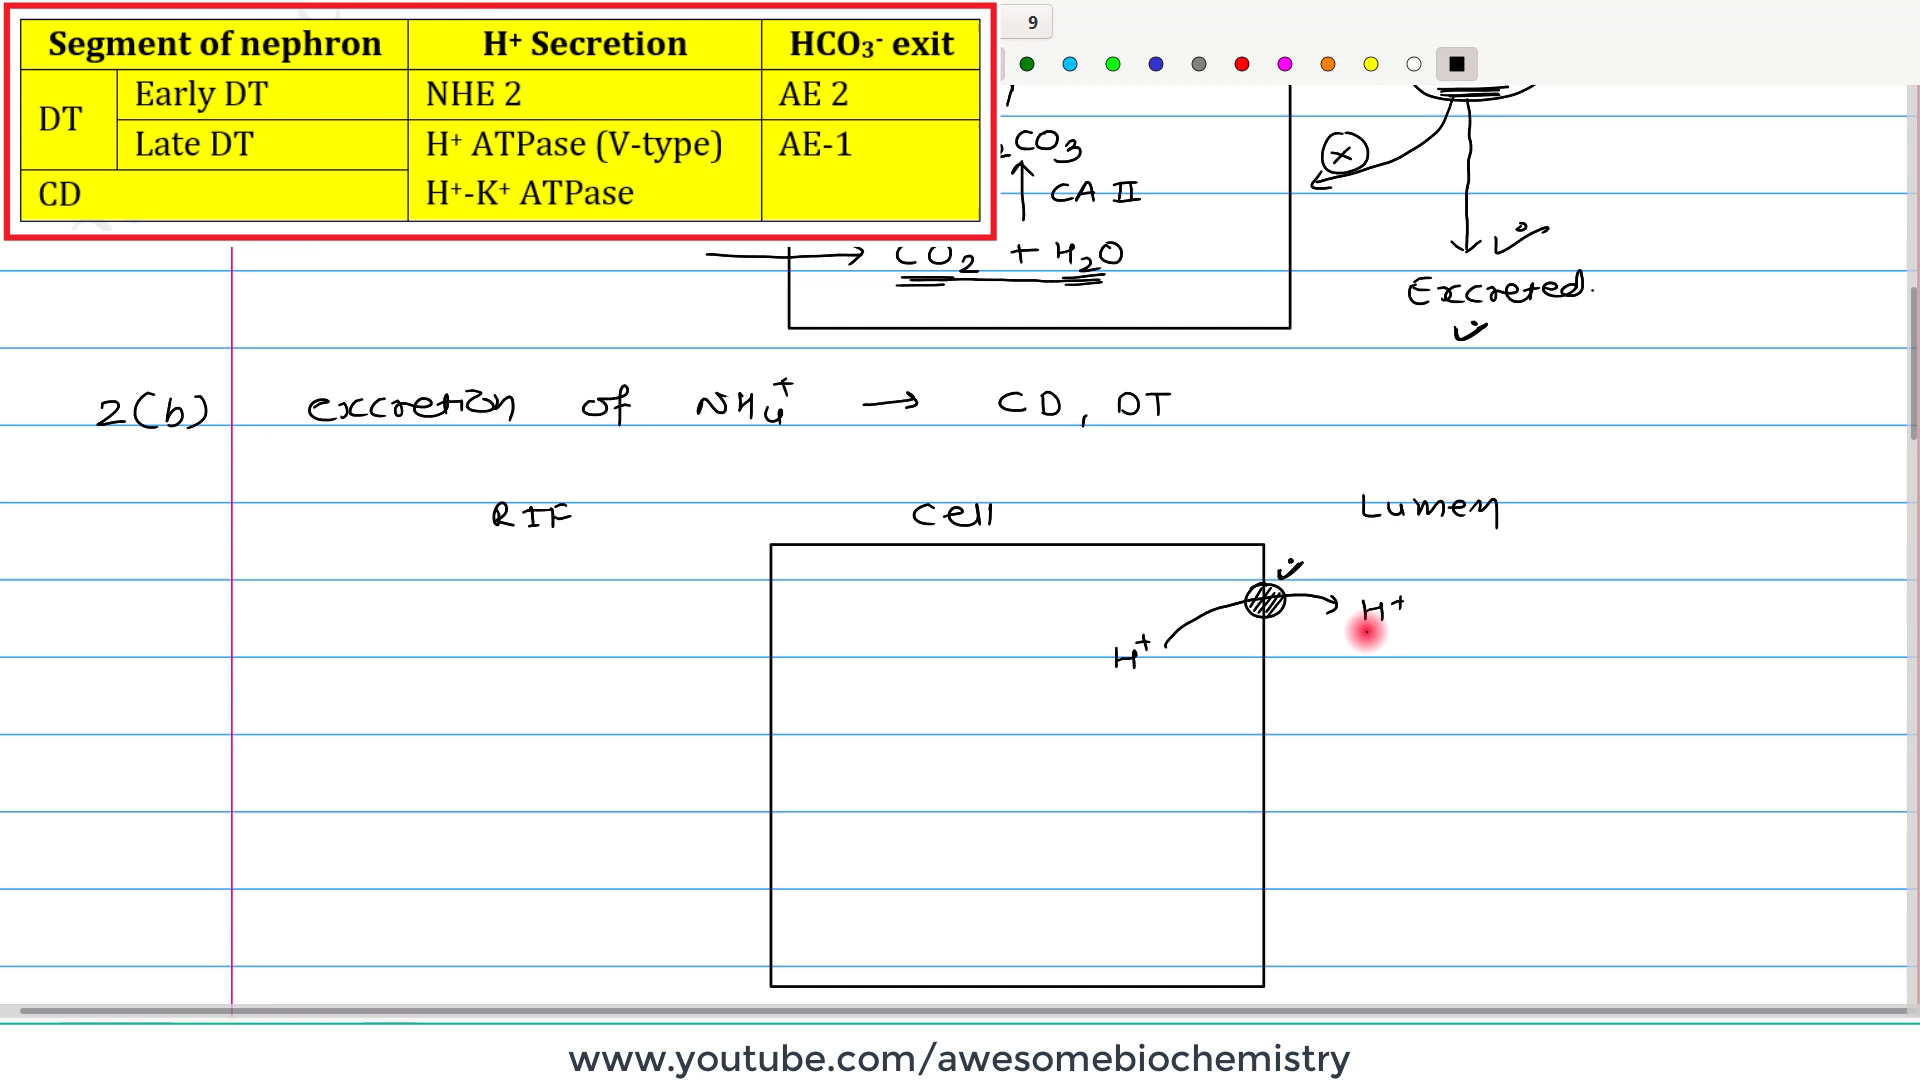 Segment of nephron H⁺ Secretion HCO₃⁻ exit
DT Early DT NHE 2 AE 2
Late DT H⁺ ATPase (V-type) AE-1
CD H⁺-K⁺ ATPase
9
₂CO₃
CA II
CO₂ + H₂O
Excreted.
2(b) excretion of NH₄⁺ → CD, DT
RIF Cell Lumen
H⁺
H⁺
www.youtube.com/awesomebiochemistry